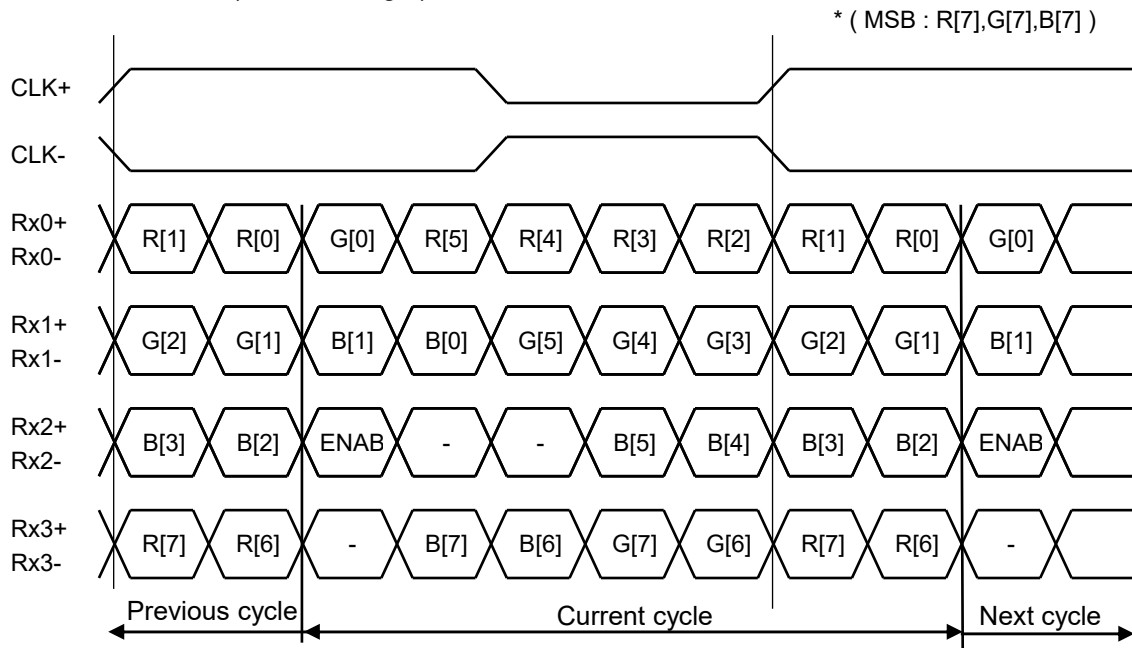 * ( MSB : R[7],G[7],B[7] )
CLK+
CLK-
Rx0+
Rx0-
R[1] R[0] G[0] R[5] R[4] R[3] R[2] R[1] R[0] G[0]
Rx1+
Rx1-
G[2] G[1] B[1] B[0] G[5] G[4] G[3] G[2] G[1] B[1]
Rx2+
Rx2-
B[3] B[2] ENAB - - B[5] B[4] B[3] B[2] ENAB
Rx3+
Rx3-
R[7] R[6] - B[7] B[6] G[7] G[6] R[7] R[6] -
Previous cycle Current cycle Next cycle